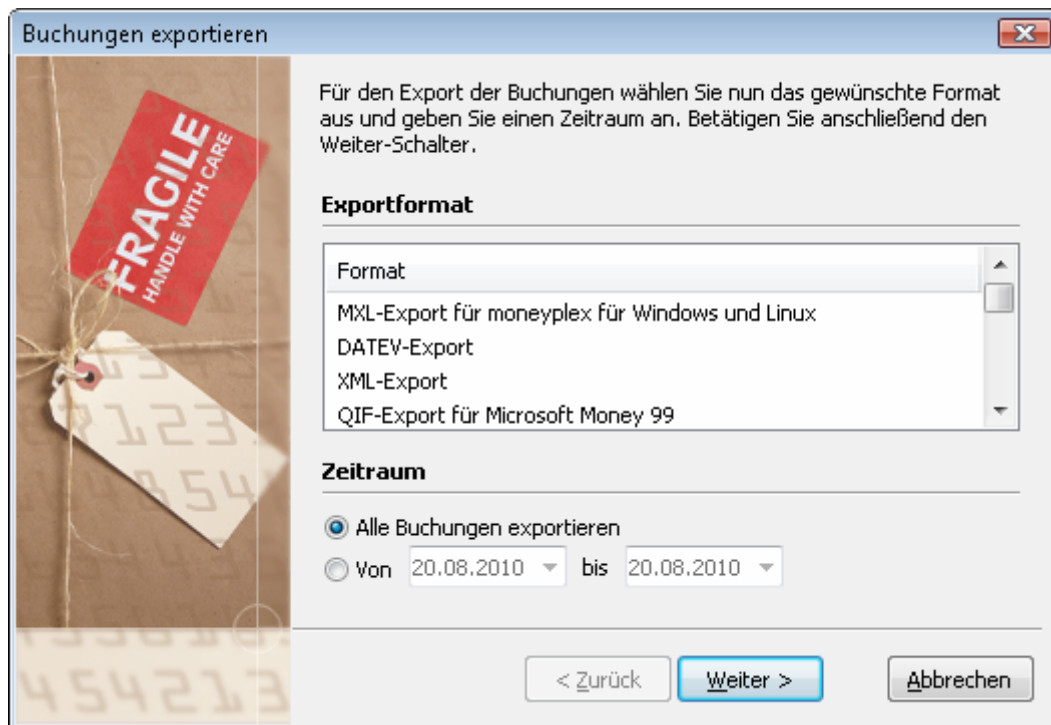 Buchungen exportieren
FRAGILE
HANDLE WITH CARE
Für den Export der Buchungen wählen Sie nun das gewünschte Format
aus und geben Sie einen Zeitraum an. Betätigen Sie anschließend den
Weiter-Schalter.
Exportformat
Format
MXL-Export für moneyplex für Windows und Linux
DATEV-Export
XML-Export
QIF-Export für Microsoft Money 99
Zeitraum
Alle Buchungen exportieren
Von 20.08.2010 bis 20.08.2010
< Zurück Weiter > Abbrechen
454213